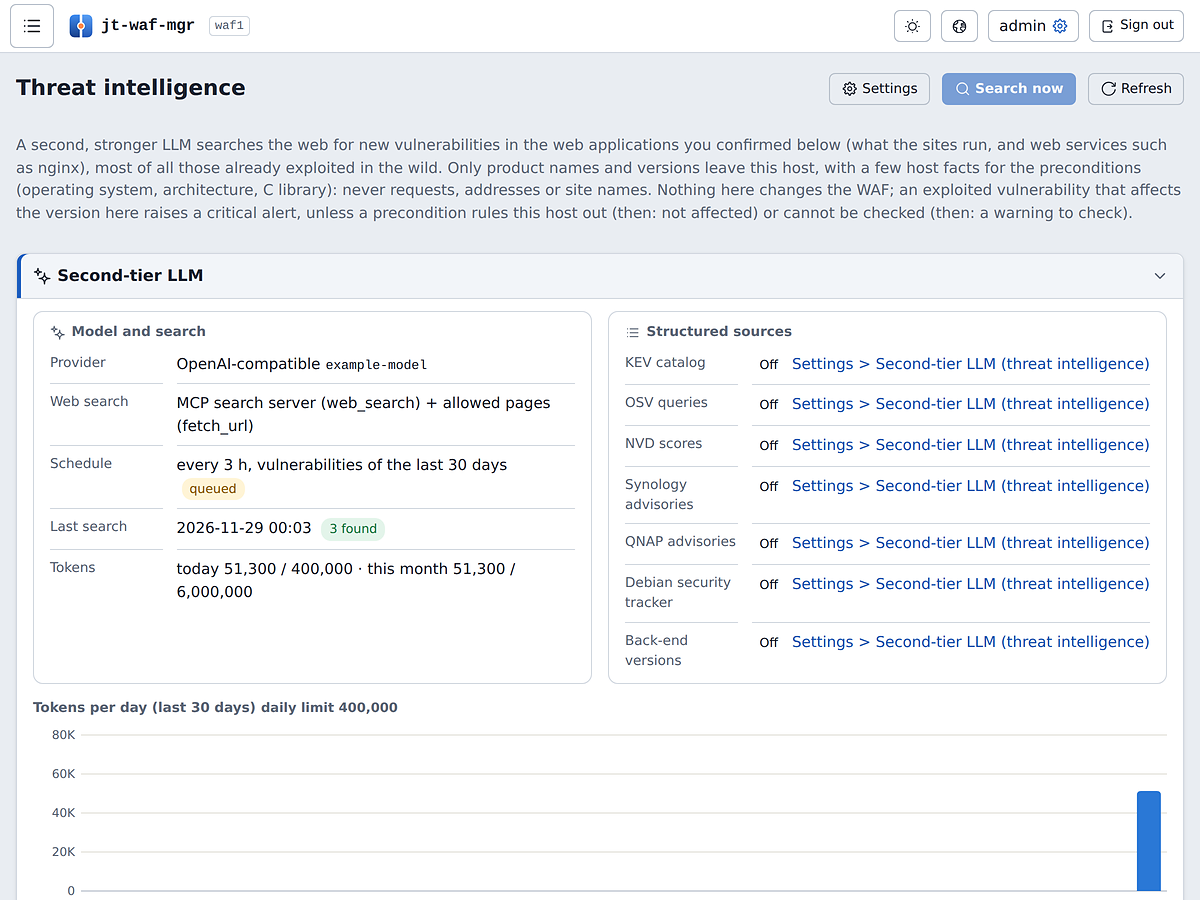 jt-waf-mgr waf1 admin Sign out
Threat intelligence Settings Search now Refresh
A second, stronger LLM searches the web for new vulnerabilities in the web applications you confirmed below (what the sites run, and web services such
as nginx), most of all those already exploited in the wild. Only product names and versions leave this host, with a few host facts for the preconditions
(operating system, architecture, C library): never requests, addresses or site names. Nothing here changes the WAF; an exploited vulnerability that affects
the version here raises a critical alert, unless a precondition rules this host out (then: not affected) or cannot be checked (then: a warning to check).
Second-tier LLM
Model and search
Provider OpenAI-compatible example-model
Web search MCP search server (web_search) + allowed pages
(fetch_url)
Schedule every 3 h, vulnerabilities of the last 30 days
queued
Last search 2026-11-29 00:03 3 found
Tokens today 51,300 / 400,000 · this month 51,300 /
6,000,000
Structured sources
KEV catalog Off Settings > Second-tier LLM (threat intelligence)
OSV queries Off Settings > Second-tier LLM (threat intelligence)
NVD scores Off Settings > Second-tier LLM (threat intelligence)
Synology
advisories Off Settings > Second-tier LLM (threat intelligence)
QNAP advisories Off Settings > Second-tier LLM (threat intelligence)
Debian security
tracker Off Settings > Second-tier LLM (threat intelligence)
Back-end
versions Off Settings > Second-tier LLM (threat intelligence)
Tokens per day (last 30 days) daily limit 400,000
80K
60K
40K
20K
0